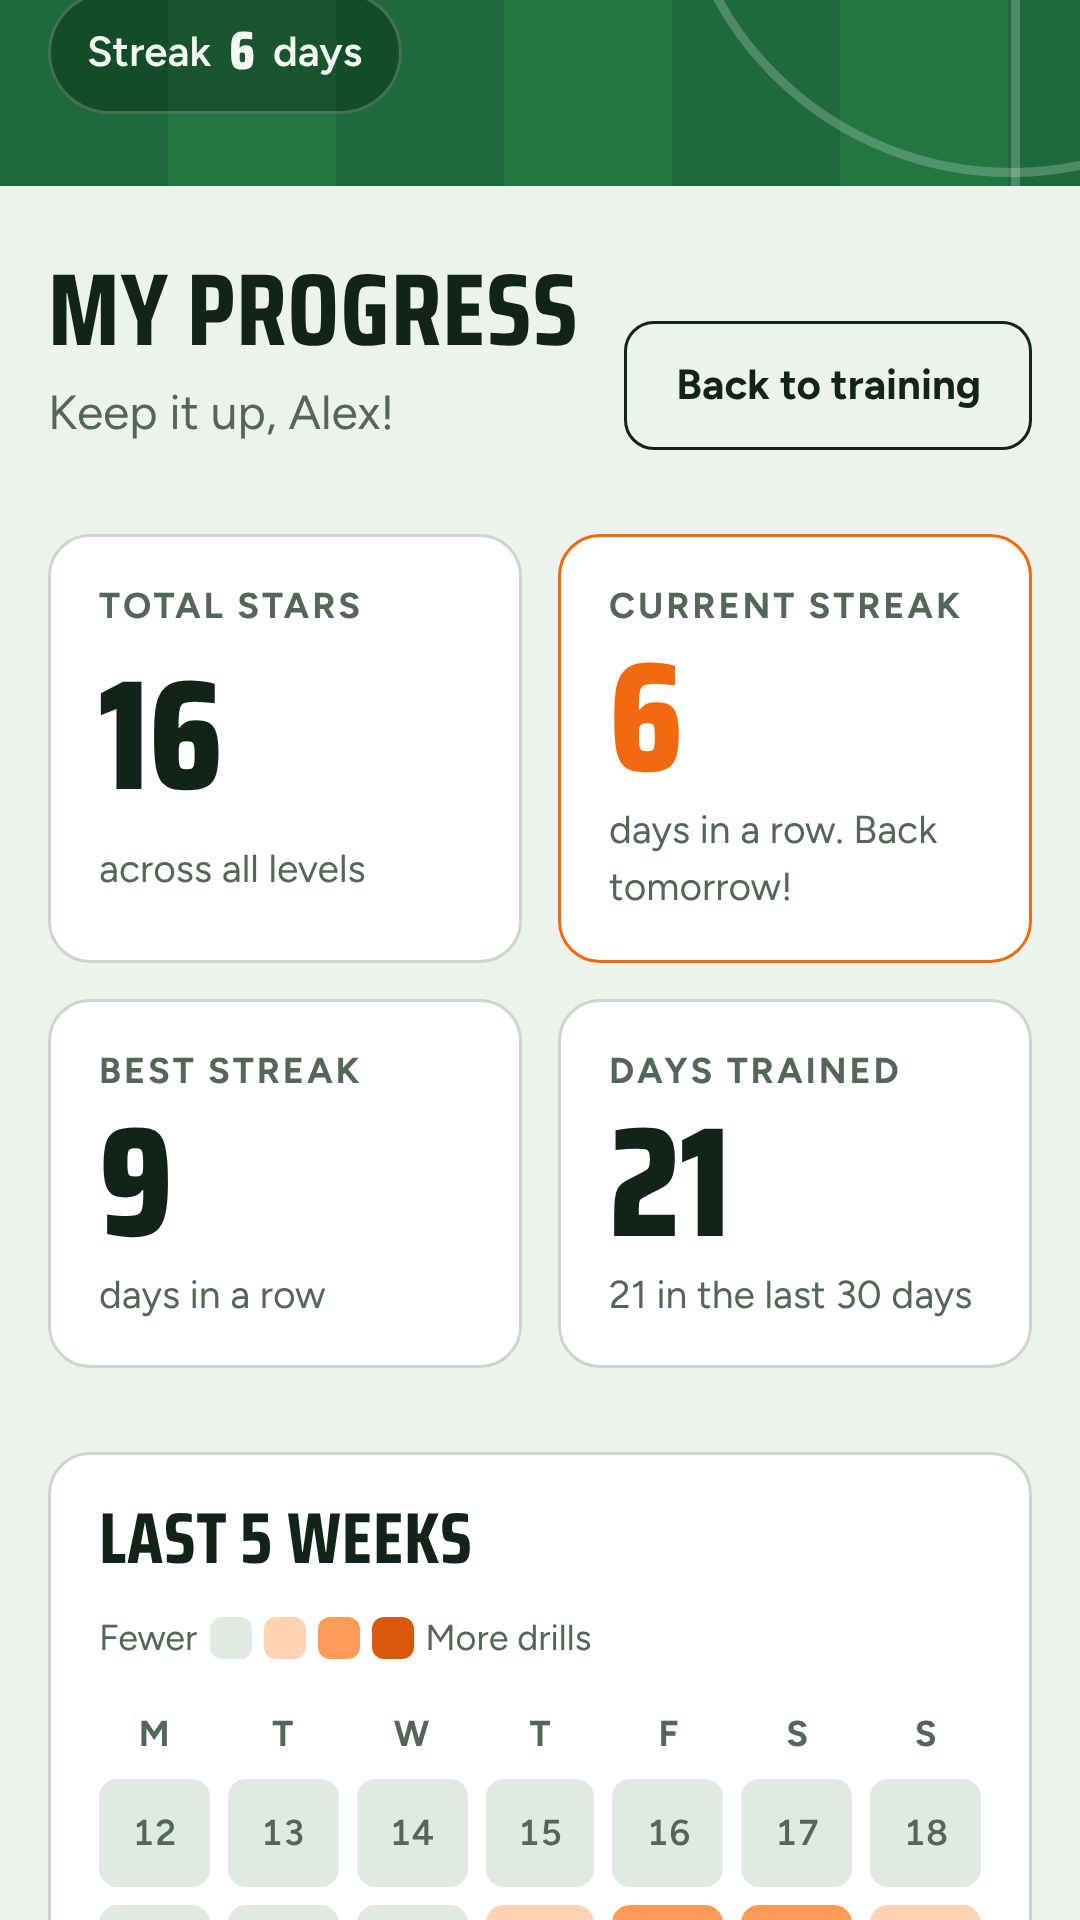 Streak 6 days
MY PROGRESS
Back to training
Keep it up, Alex!
TOTAL STARS
16
across all levels
CURRENT STREAK
6
days in a row. Back
tomorrow!
BEST STREAK
9
days in a row
DAYS TRAINED
21
21 in the last 30 days
LAST 5 WEEKS
Fewer More drills
M T W T F S S
12 13 14 15 16 17 18